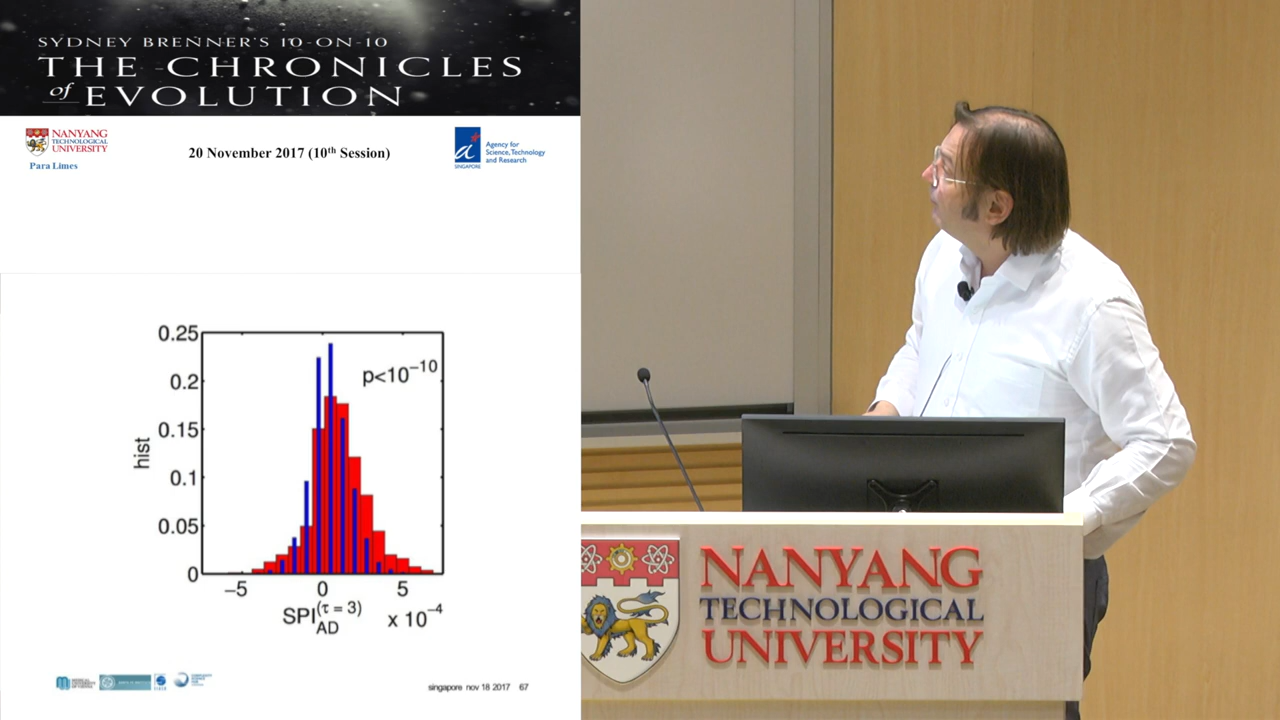 SYDNEY BRENNER'S 10-ON-10
THE CHRONICLES
of EVOLUTION
NANYANG
TECHNOLOGICAL
UNIVERSITY
Para Limes
20 November 2017 (10th Session)
SINGAPORE
Agency for
Science, Technology
and Research
0.25
0.2
0.15
0.1
0.05
0
hist
p<10⁻¹⁰
−5 0 5
SPI_AD^(τ = 3) x 10⁻⁴
singapore nov 18 2017 67
NANYANG
TECHNOLOGICAL
UNIVERSITY